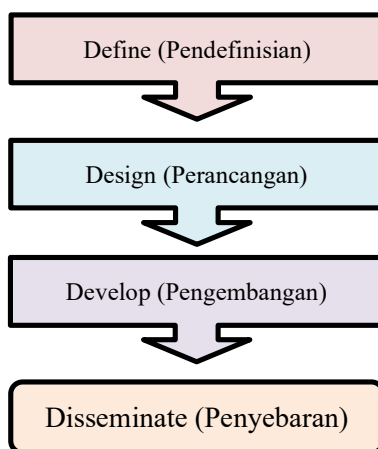 Define (Pendefinisian)
Design (Perancangan)
Develop (Pengembangan)
Disseminate (Penyebaran)